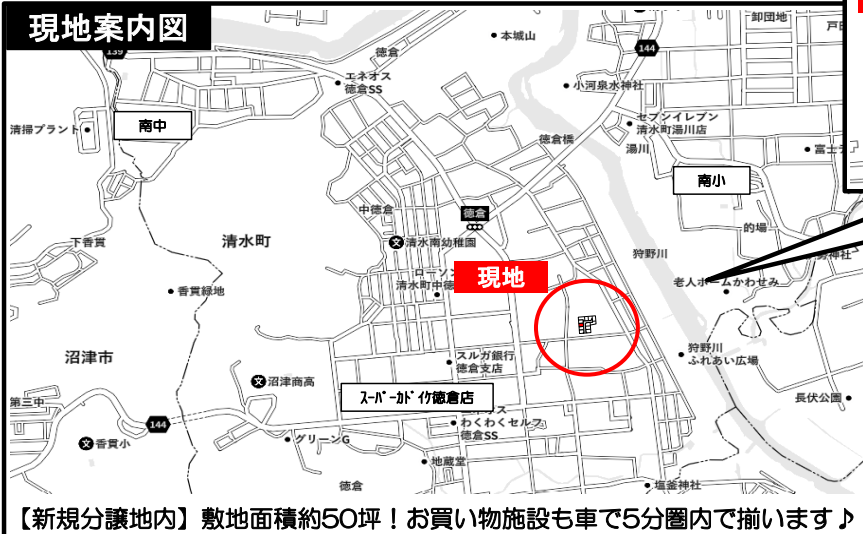 現地案内図
卸団地
戸田
本城山
139
徳倉
144
エネオス
徳倉SS
小河泉水神社
清掃プラント
南中
セブンイレブン
清水町湯川店
徳倉橋
湯川
富士
南小
中徳倉
徳倉
清水町
文
清水南幼稚園
的場
下香貫
狩野川
ローソン
清水町中徳
現地
老人ホームかわせみ
神社
香貫緑地
沼津市
スルガ銀行
徳倉支店
狩野川
ふれあい広場
文
沼津商高
長伏公園
第三中
スーパーカドイケ徳倉店
144
わくわくセルフ
徳倉SS
文
香貫小
グリーンG
地蔵堂
徳倉
塩釜神社
【新規分譲地内】敷地面積約50坪！お買い物施設も車で5分圏内で揃います♪